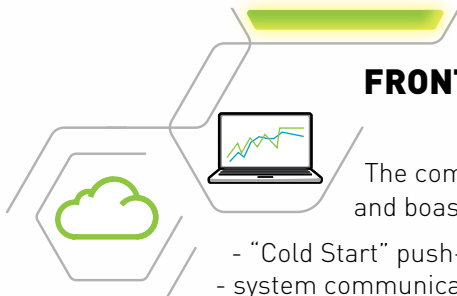 FRONT
The com
and boas
- “Cold Start” push-
- system communica